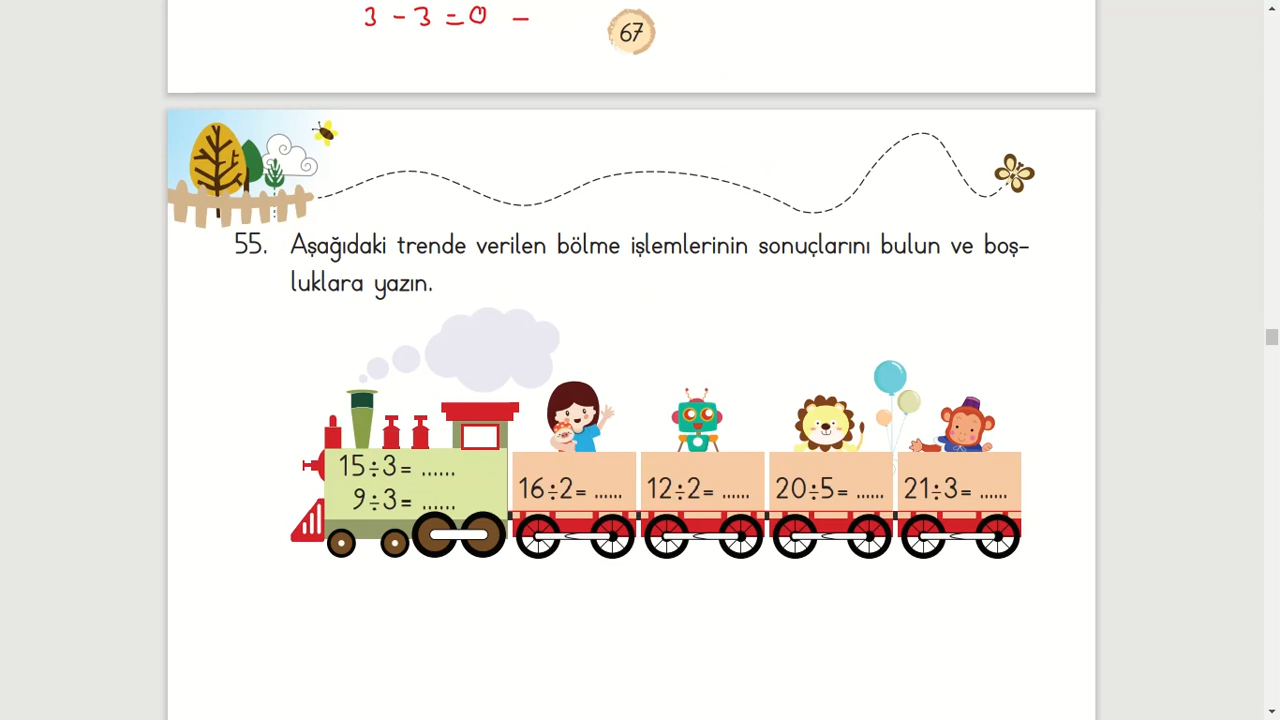 3 - 3 = 0 -
67
55. Aşağıdaki trende verilen bölme işlemlerinin sonuçlarını bulun ve boş-
luklara yazın.
15÷3= ......
9÷3= ......
16÷2= ......
12÷2= ......
20÷5= ......
21÷3= ......